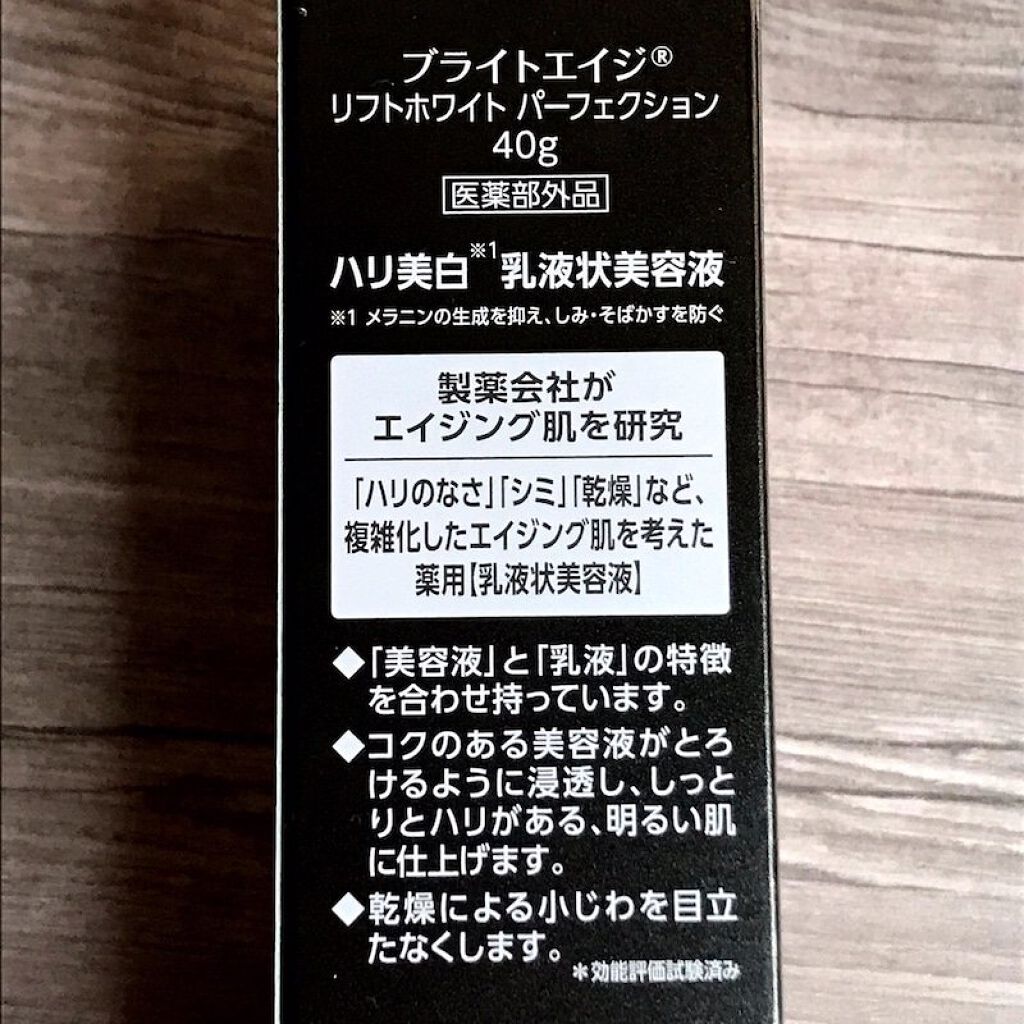 ブライトエイジ®
リフトホワイト パーフェクション
40g
医薬部外品
ハリ美白※1乳液状美容液
※1 メラニンの生成を抑え、しみ・そばかすを防ぐ
製薬会社が
エイジング肌を研究
「ハリのなさ」「シミ」「乾燥」など、
複雑化したエイジング肌を考えた
薬用【乳液状美容液】
◆「美容液」と「乳液」の特徴
を合わせ持っています。
◆コクのある美容液がとろ
けるように浸透し、しっと
りとハリがある、明るい肌
に仕上げます。
◆乾燥による小じわを目立
たなくします。
*効能評価試験済み